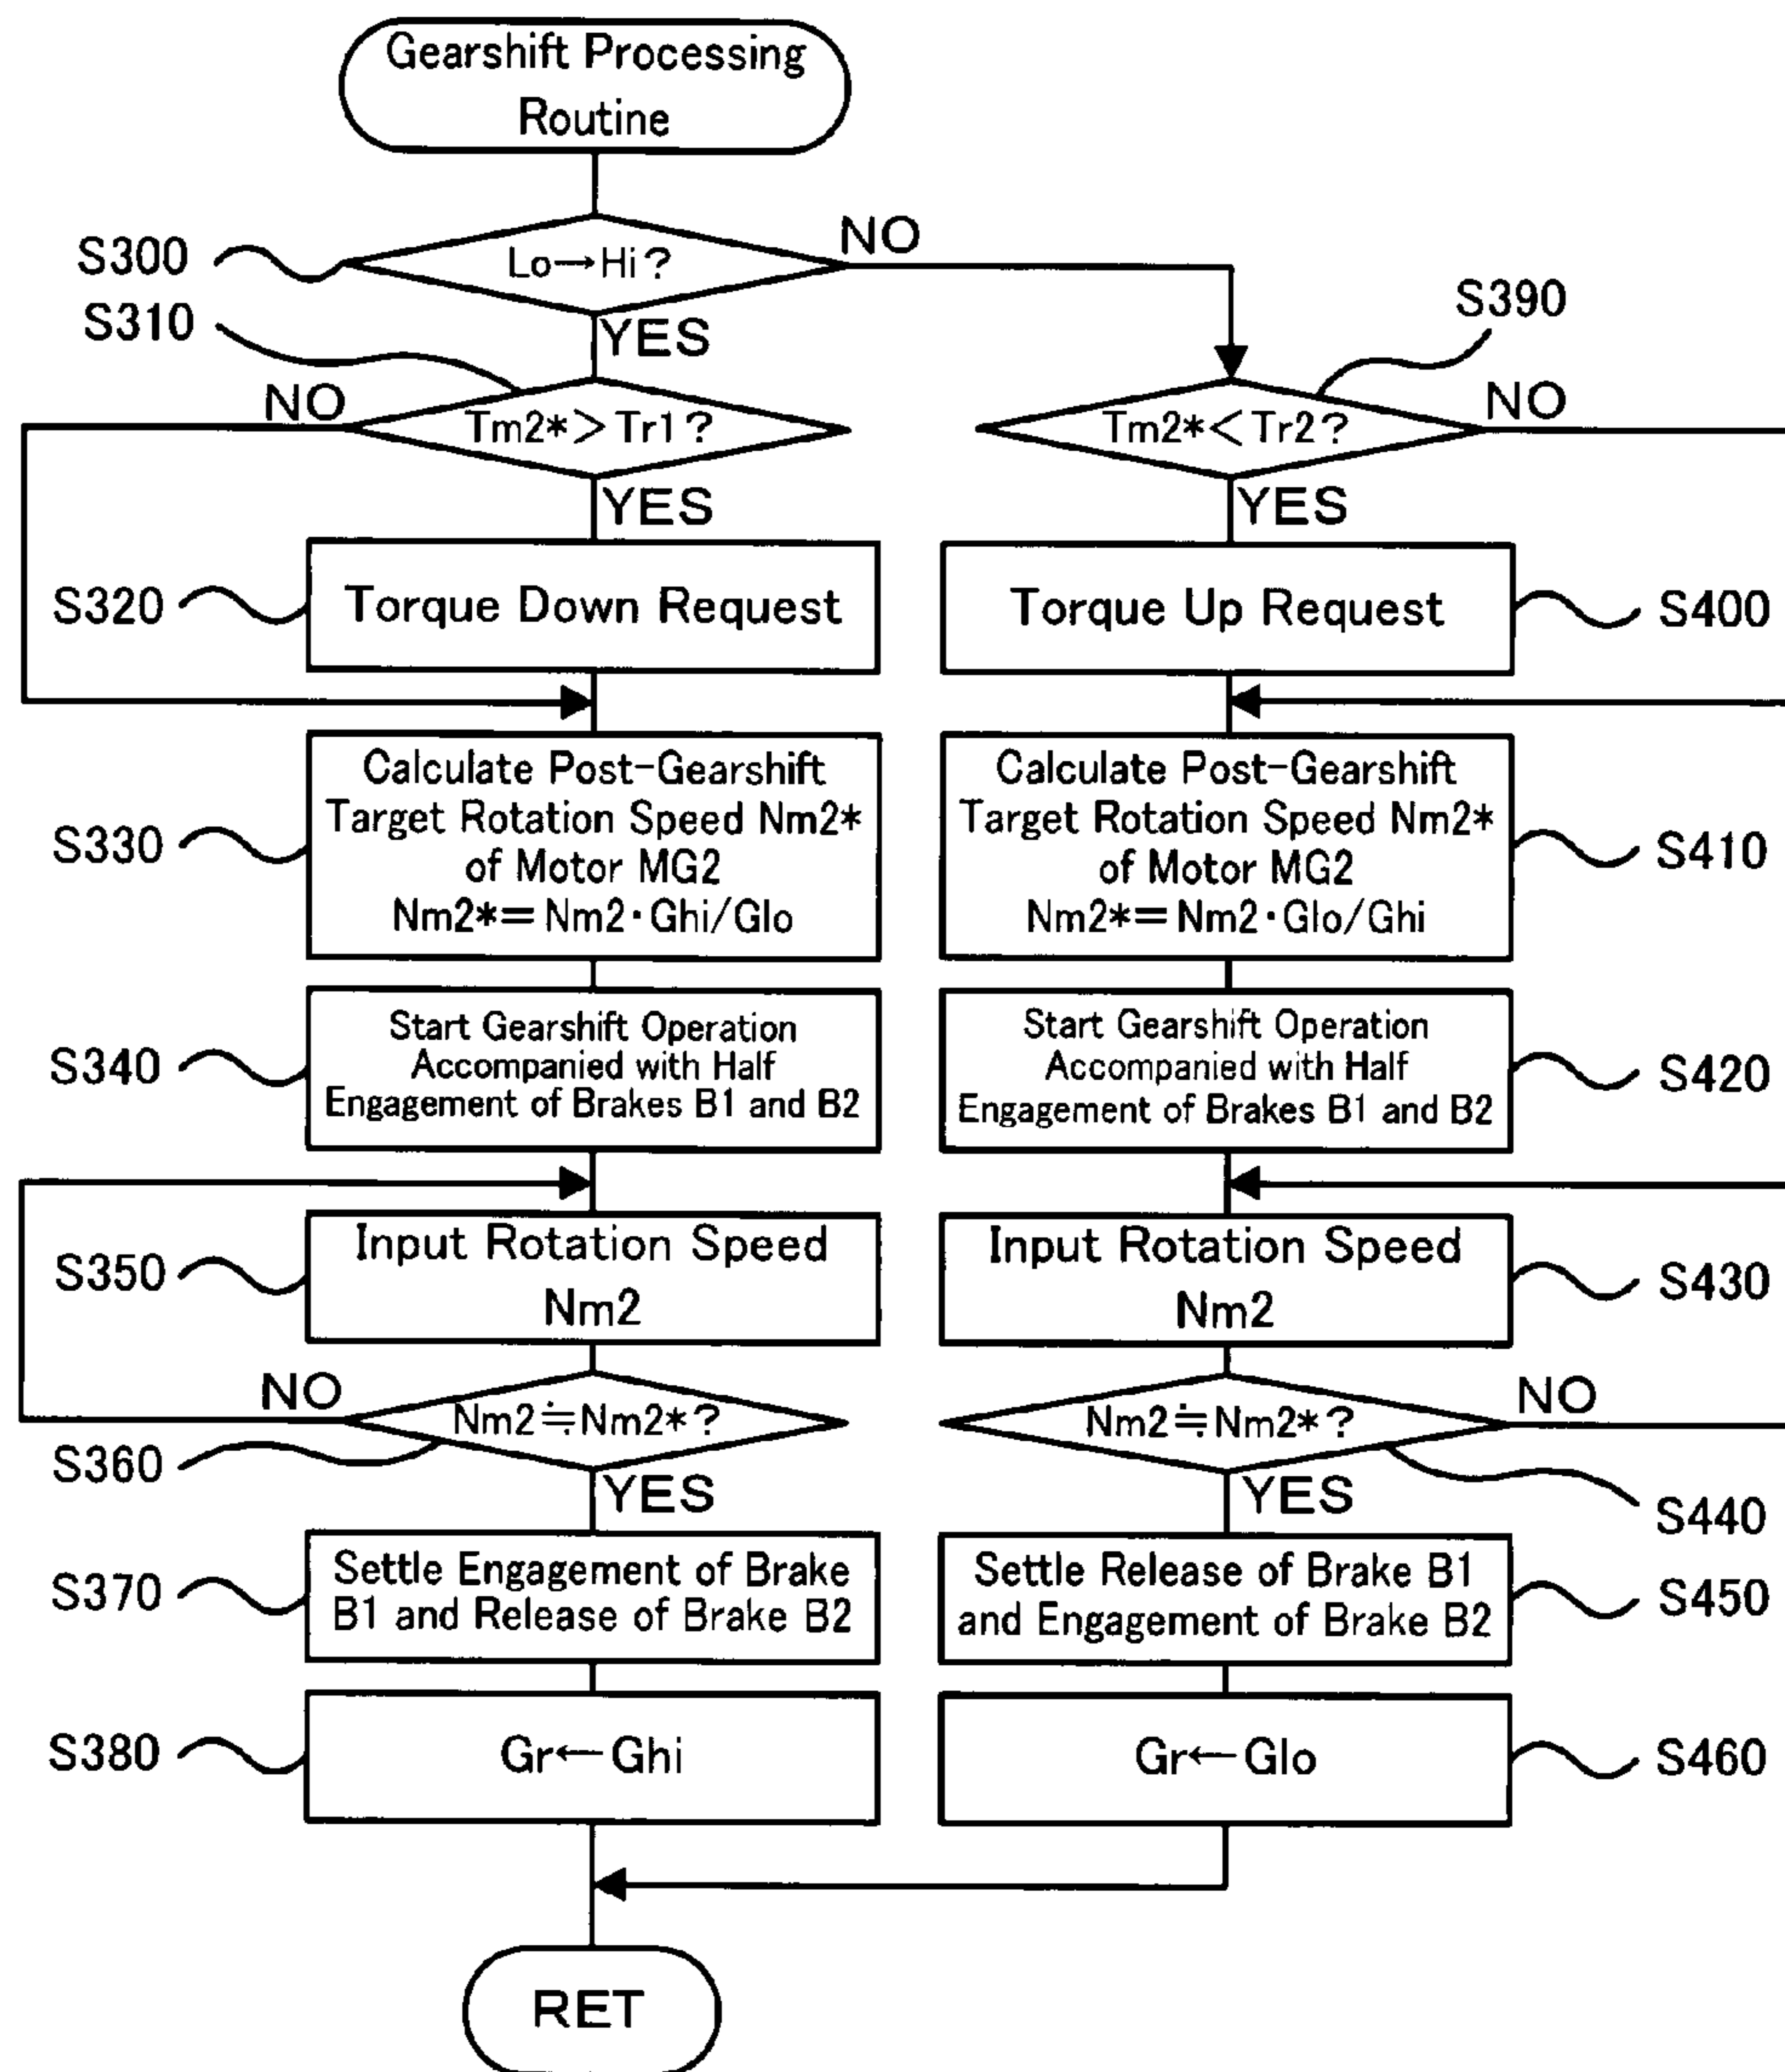 Gearshift Processing
Routine
S300
Lo→Hi?
NO
YES
S310
NO
Tm2*>Tr1?
YES
S320
Torque Down Request
S330
Calculate Post-Gearshift
Target Rotation Speed Nm2*
of Motor MG2
Nm2*=Nm2·Ghi/Glo
S340
Start Gearshift Operation
Accompanied with Half
Engagement of Brakes B1 and B2
S350
Input Rotation Speed
Nm2
NO
Nm2≒Nm2*?
S360
YES
S370
Settle Engagement of Brake
B1 and Release of Brake B2
S380
Gr←Ghi
S390
Tm2*<Tr2?
NO
YES
Torque Up Request
S400
Calculate Post-Gearshift
Target Rotation Speed Nm2*
of Motor MG2
Nm2*=Nm2·Glo/Ghi
S410
Start Gearshift Operation
Accompanied with Half
Engagement of Brakes B1 and B2
S420
Input Rotation Speed
Nm2
S430
Nm2≒Nm2*?
NO
S440
YES
Settle Release of Brake B1
and Engagement of Brake B2
S450
Gr←Glo
S460
RET